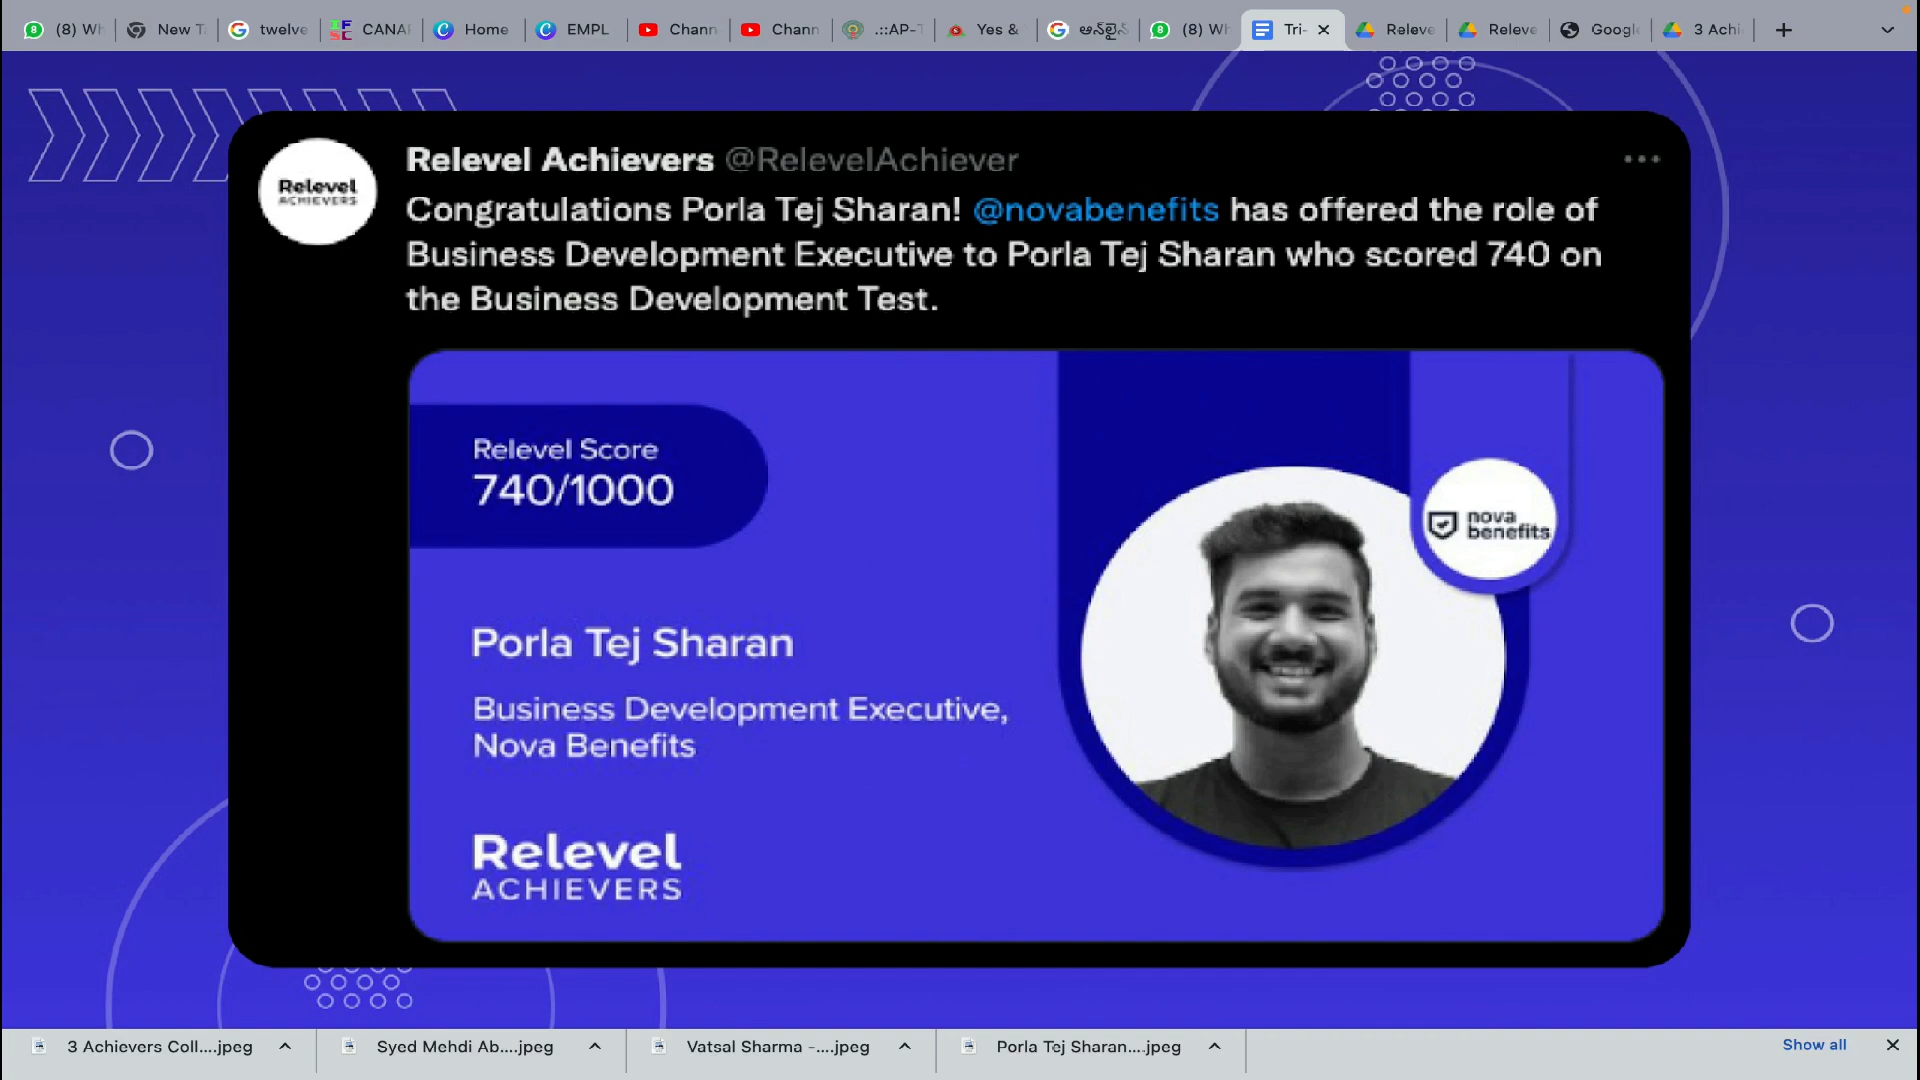 (8) Wh
New T
twelve
CANA
Home
EMPL
Chann
Chann
.::AP-T
Yes &
ఆన్‌లైన్
(8) Wh
Tri-
Releve
Releve
Google
3 Achi
Relevel
ACHIEVERS
Relevel Achievers @RelevelAchiever
Congratulations Porla Tej Sharan! @novabenefits has offered the role of
Business Development Executive to Porla Tej Sharan who scored 740 on
the Business Development Test.
Relevel Score
740/1000
nova
benefits
Porla Tej Sharan
Business Development Executive,
Nova Benefits
Relevel
ACHIEVERS
3 Achievers Coll....jpeg
Syed Mehdi Ab....jpeg
Vatsal Sharma -....jpeg
Porla Tej Sharan....jpeg
Show all